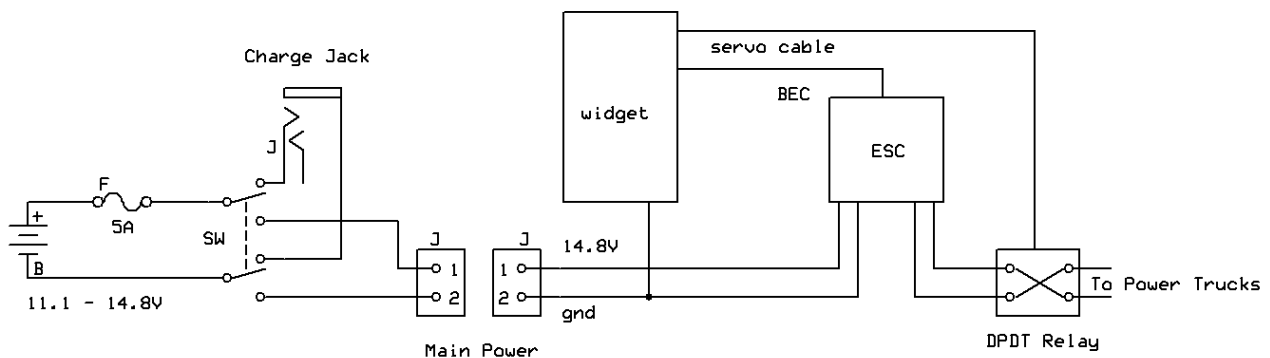 servo cable
Charge Jack
BEC
widget
ESC
J
F
5A
+
SW
J
J
14.8V
B
1
1
2
2
11.1 - 14.8V
gnd
To Power Trucks
Main Power
DPDT Relay